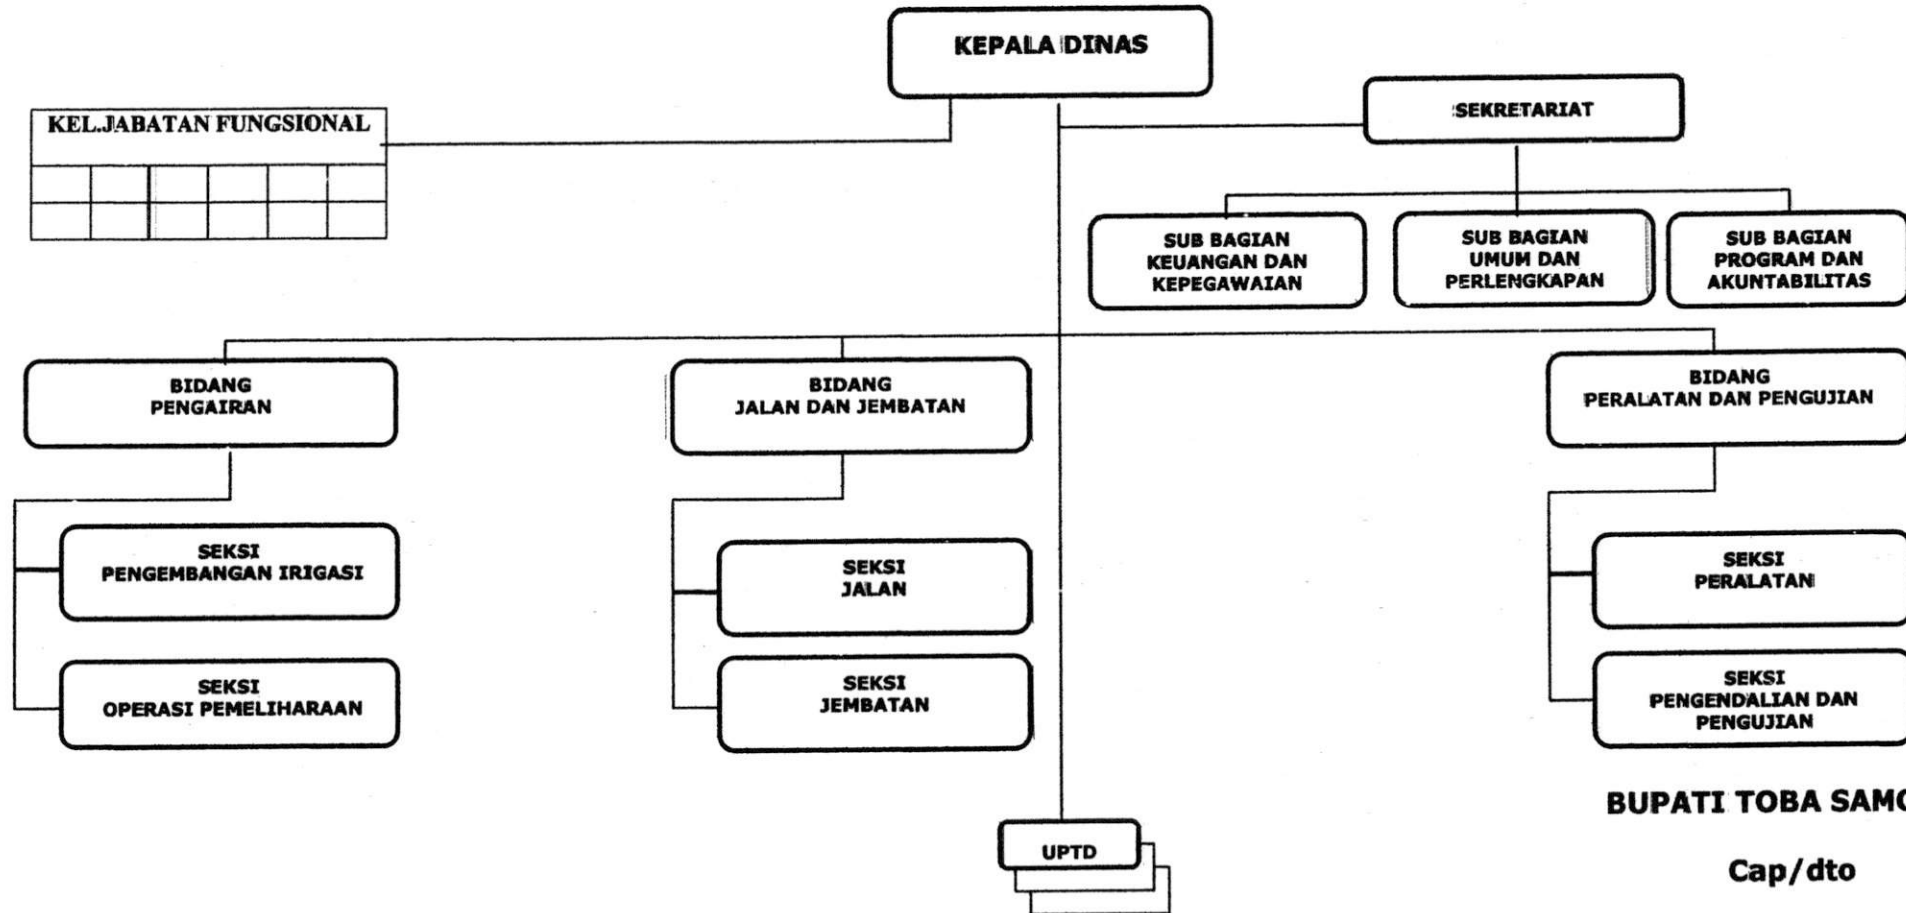 KEPALA DINAS
SEKRETARIAT
KEL.JABATAN FUNGSIONAL
SUB BAGIAN
KEUANGAN DAN
KEPEGAWAIAN
SUB BAGIAN
UMUM DAN
PERLENGKAPAN
SUB BAGIAN
PROGRAM DAN
AKUNTABILITAS
BIDANG
PENGAIRAN
BIDANG
JALAN DAN JEMBATAN
BIDANG
PERALATAN DAN PENGUJIAN
SEKSI
PENGEMBANGAN IRIGASI
SEKSI
JALAN
SEKSI
PERALATAN
SEKSI
OPERASI PEMELIHARAAN
SEKSI
JEMBATAN
SEKSI
PENGENDALIAN DAN
PENGUJIAN
BUPATI TOBA
UPTD
Cap/dto